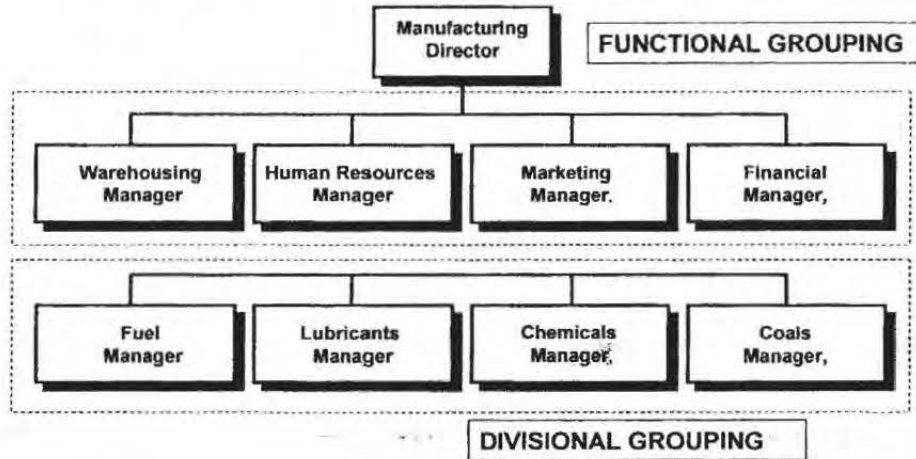 Manufacturing
Director
FUNCTIONAL GROUPING
Warehousing
Manager
Human Resources
Manager
Marketing
Manager.
Financial
Manager,
Fuel
Manager
Lubricants
Manager
Chemicals
Manager,
Coals
Manager,
DIVISIONAL GROUPING